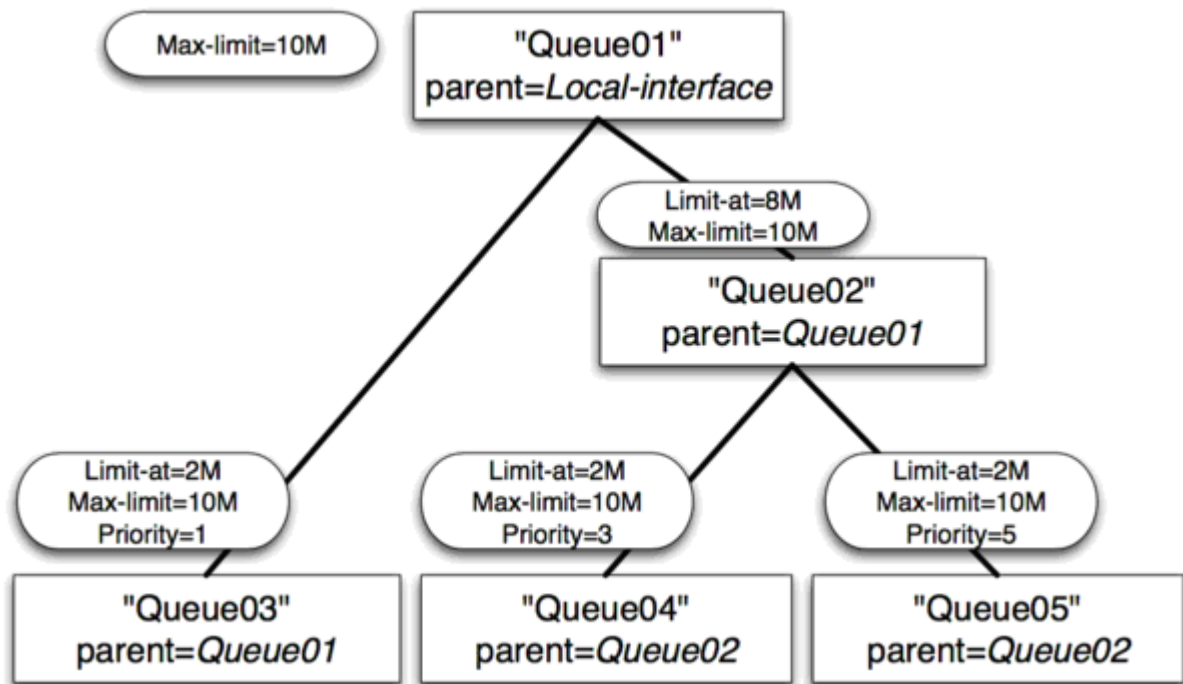 Max-limit=10M
"Queue01"
parent=Local-interface
Limit-at=8M
Max-limit=10M
"Queue02"
parent=Queue01
Limit-at=2M
Max-limit=10M
Priority=1
"Queue03"
parent=Queue01
Limit-at=2M
Max-limit=10M
Priority=3
"Queue04"
parent=Queue02
Limit-at=2M
Max-limit=10M
Priority=5
"Queue05"
parent=Queue02